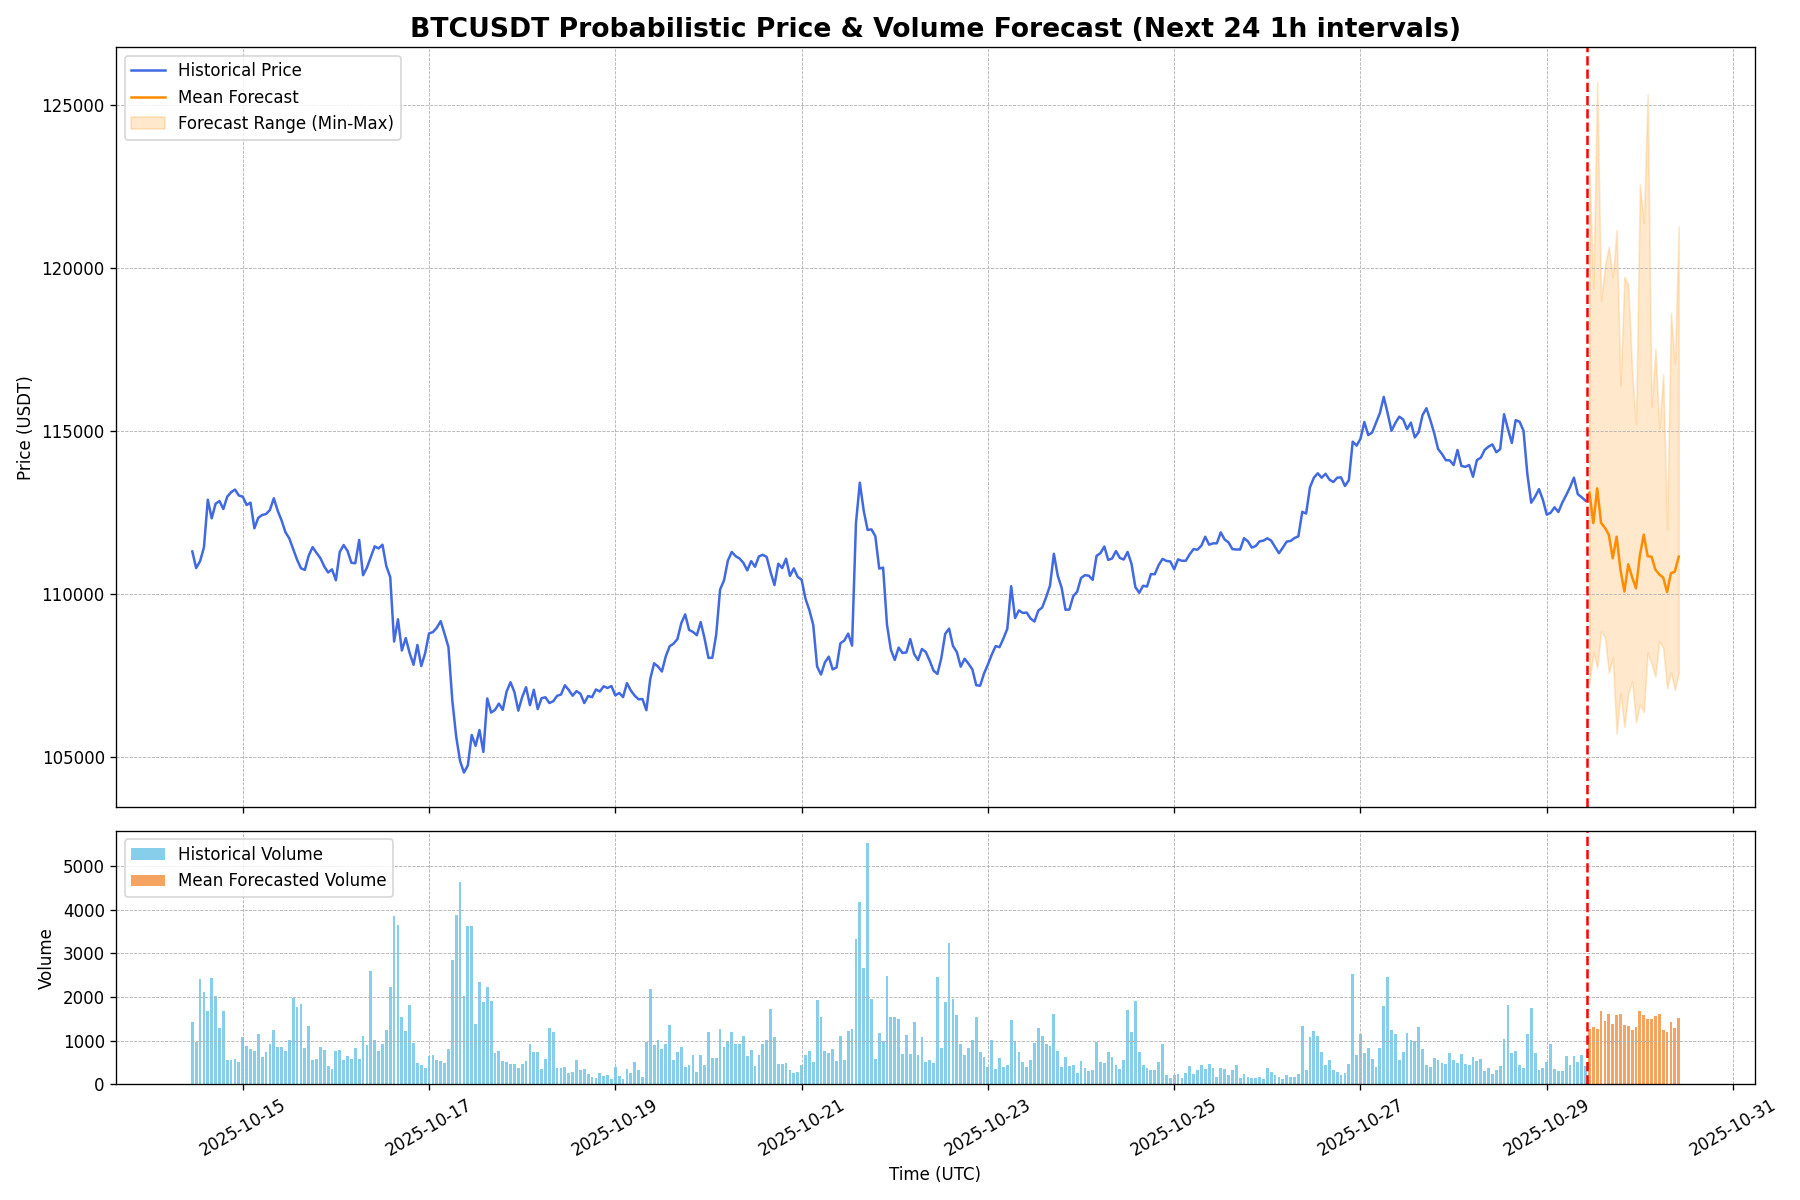 BTCUSDT Probabilistic Price & Volume Forecast (Next 24 1h intervals)
Historical Price
Mean Forecast
Forecast Range (Min-Max)
125000
120000
115000
110000
105000
Price (USDT)
Historical Volume
Mean Forecasted Volume
5000
4000
3000
2000
1000
0
Volume
2025-10-15
2025-10-17
2025-10-19
2025-10-21
2025-10-23
2025-10-25
2025-10-27
2025-10-29
2025-10-31
Time (UTC)